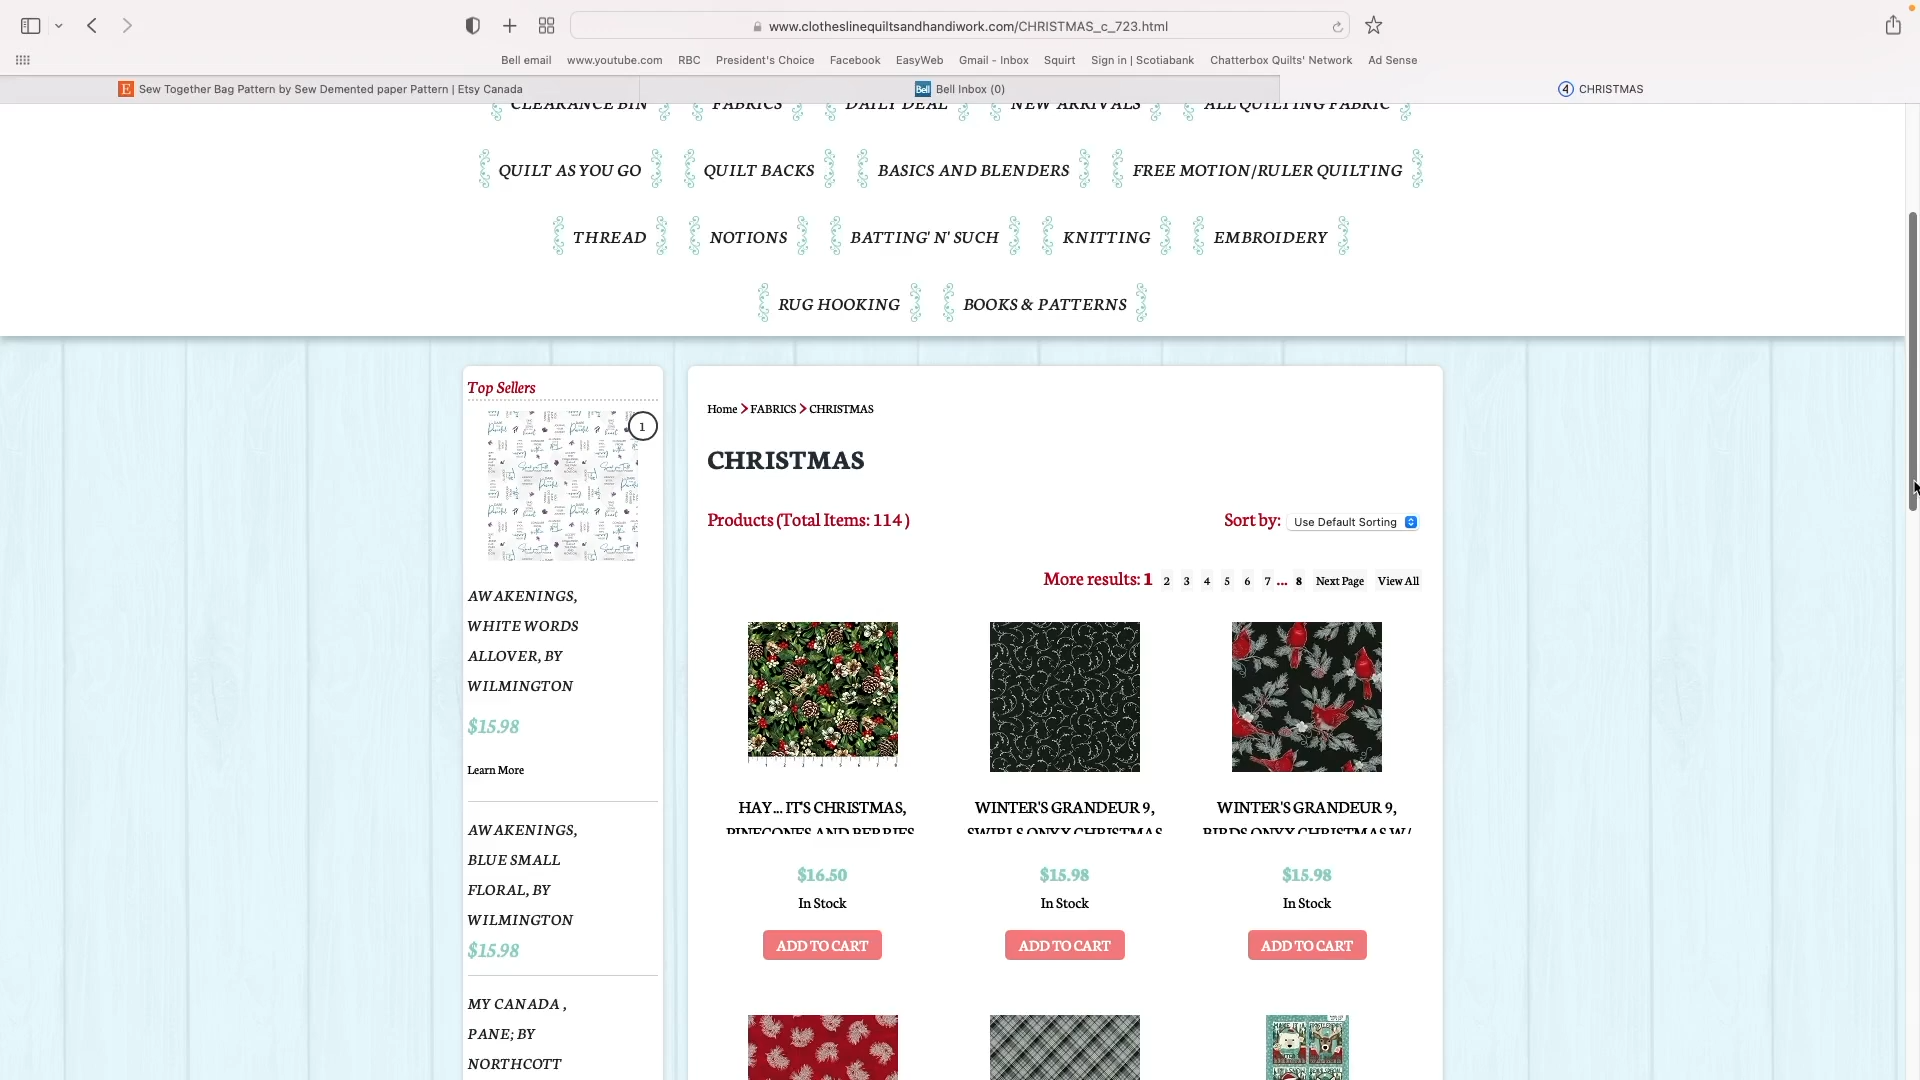 www.clotheslinequiltsandhandiwork.com/CHRISTMAS_c_723.html
Bell email www.youtube.com RBC President's Choice Facebook EasyWeb Gmail - Inbox Squirt Sign in | Scotiabank Chatterbox Quilts' Network Ad Sense
E Sew Together Bag Pattern by Sew Demented paper Pattern | Etsy Canada Bell Bell Inbox (0) 4 CHRISTMAS
CLEARANCE BIN FABRICS DAILY DEAL NEW ARRIVALS ALL QUILTING FABRIC
QUILT AS YOU GO QUILT BACKS BASICS AND BLENDERS FREE MOTION/RULER QUILTING
THREAD NOTIONS BATTING' N' SUCH KNITTING EMBROIDERY
RUG HOOKING BOOKS & PATTERNS
Top Sellers
1
AWAKENINGS,
WHITE WORDS
ALLOVER, BY
WILMINGTON
$15.98
Learn More
AWAKENINGS,
BLUE SMALL
FLORAL, BY
WILMINGTON
$15.98
MY CANADA ,
PANE; BY
NORTHCOTT
Home > FABRICS > CHRISTMAS
CHRISTMAS
Products (Total Items: 114 )
Sort by: Use Default Sorting
More results: 1 2 3 4 5 6 7 ... 8 Next Page View All
HAY... IT'S CHRISTMAS,
PINECONES AND BERRIES
$16.50
In Stock
ADD TO CART
WINTER'S GRANDEUR 9,
SWIRLS ONYX CHRISTMAS
$15.98
In Stock
ADD TO CART
WINTER'S GRANDEUR 9,
BIRDS ONYX CHRISTMAS W/
$15.98
In Stock
ADD TO CART